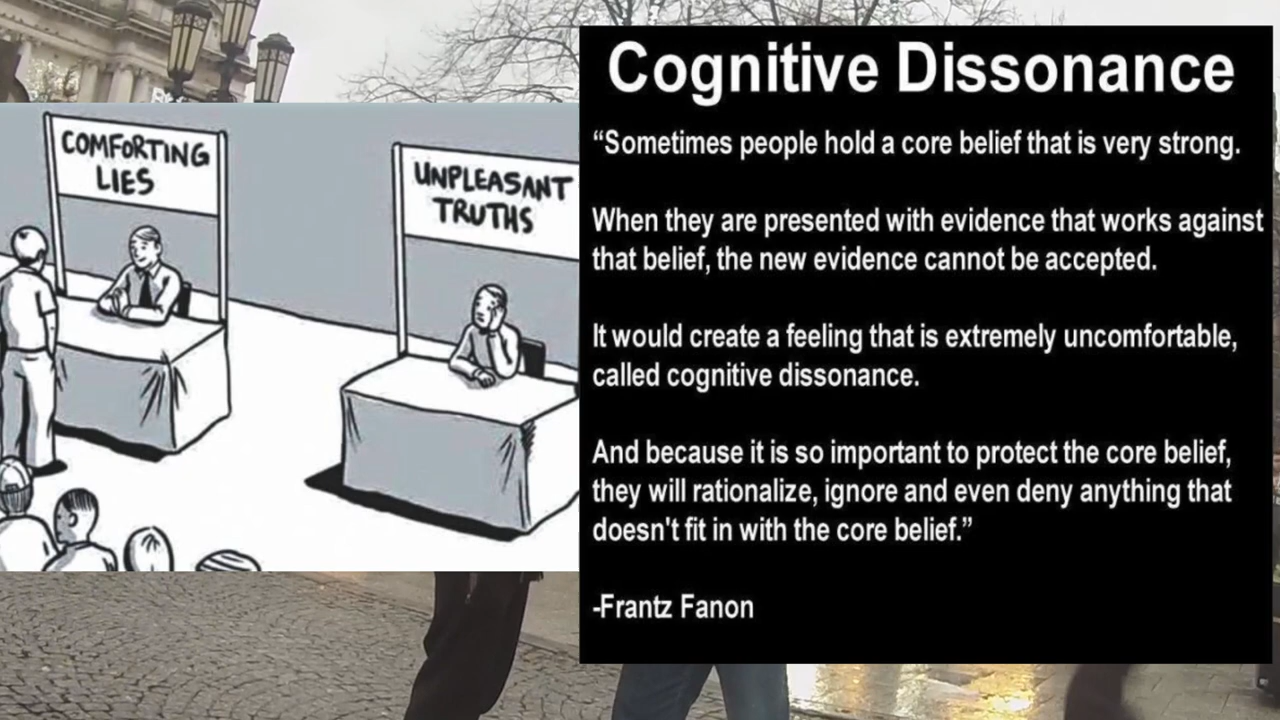 COMFORTING
LIES
UNPLEASANT
TRUTHS
Cognitive Dissonance
“Sometimes people hold a core belief that is very strong.
When they are presented with evidence that works against
that belief, the new evidence cannot be accepted.
It would create a feeling that is extremely uncomfortable,
called cognitive dissonance.
And because it is so important to protect the core belief,
they will rationalize, ignore and even deny anything that
doesn't fit in with the core belief.”
-Frantz Fanon